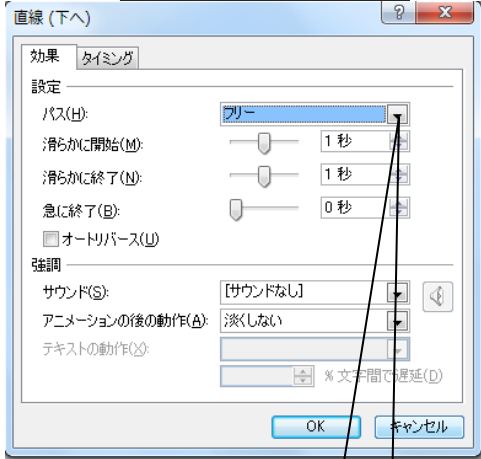 直線 (下へ)
効果 タイミング
設定
パス(H): フリー
滑らかに開始(M): 1 秒
滑らかに終了(N): 1 秒
急に終了(B): 0 秒
オートリバース(U)
強調
サウンド(S): [サウンドなし]
アニメーションの後の動作(A): 淡くしない
テキストの動作(X):
% 文字間で遅延(D)
OK キャンセル